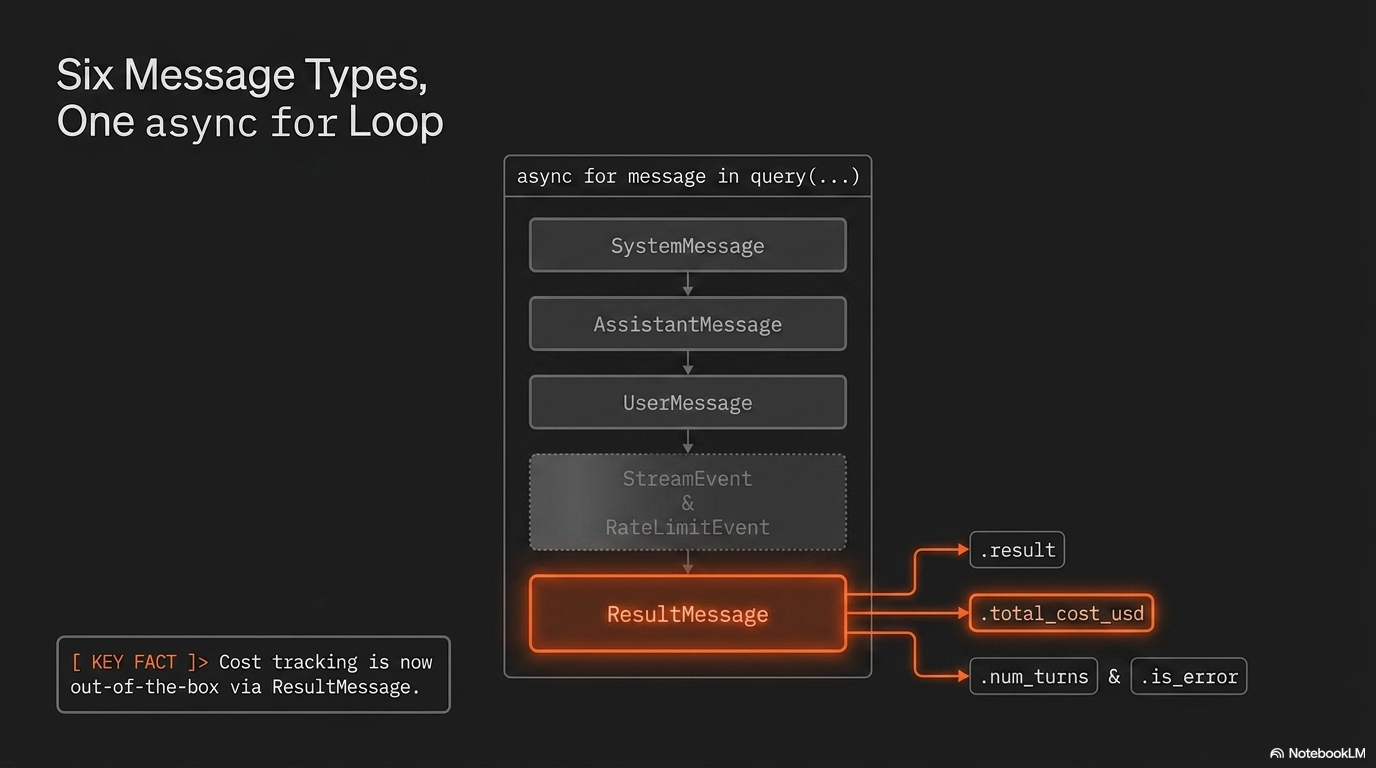 Six Message Types,
One async for Loop
async for message in query(...)
SystemMessage
AssistantMessage
UserMessage
StreamEvent
&
RateLimitEvent
ResultMessage
.result
.total_cost_usd
.num_turns & .is_error
[ KEY FACT ]> Cost tracking is now
out-of-the-box via ResultMessage.
NotebookLM